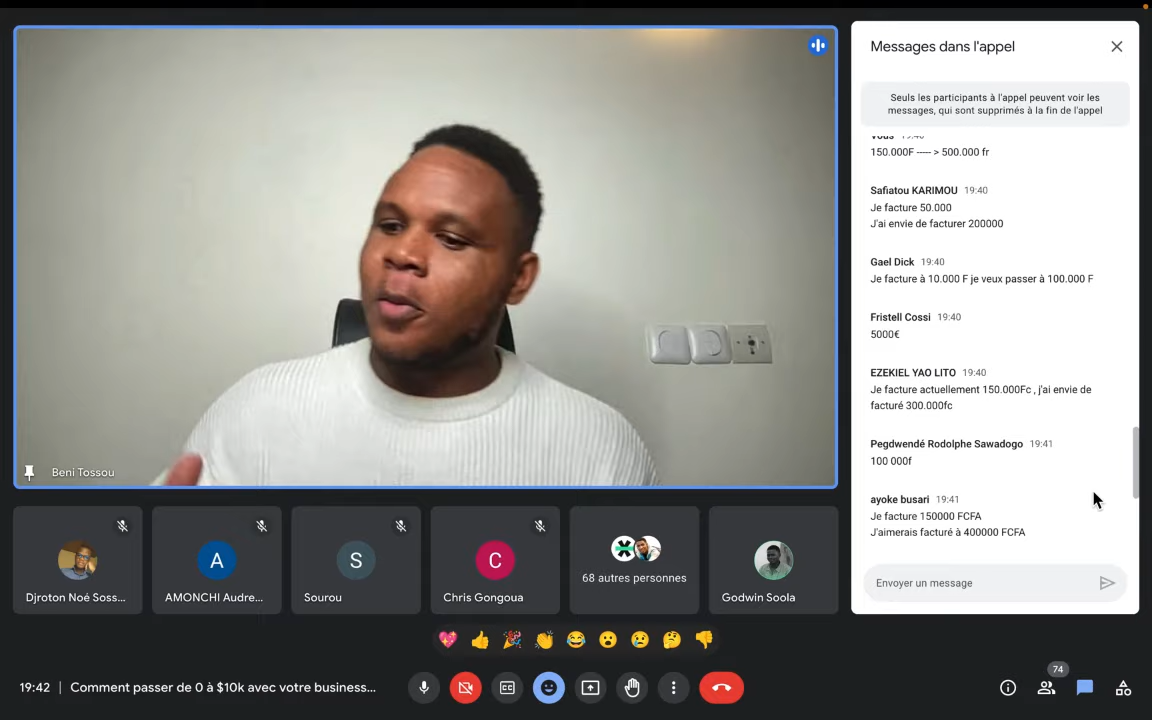 Messages dans l'appel
Seuls les participants à l'appel peuvent voir les
messages, qui sont supprimés à la fin de l'appel
Vous 19:40
150.000F ----- > 500.000 fr
Safiatou KARIMOU 19:40
Je facture 50.000
J'ai envie de facturer 200000
Gael Dick 19:40
Je facture à 10.000 F je veux passer à 100.000 F
Fristell Cossi 19:40
5000€
EZEKIEL YAO LITO 19:40
Je facture actuellement 150.000Fc , j'ai envie de
facturé 300.000fc
Pegdwendé Rodolphe Sawadogo 19:41
100 000f
ayoke busari 19:41
Je facture 150000 FCFA
J'aimerais facturé à 400000 FCFA
Envoyer un message
Beni Tossou
Djroton Noé Soss...
A
AMONCHI Audre...
S
Sourou
C
Chris Gongoua
68 autres personnes
Godwin Soola
19:42 | Comment passer de 0 à $10k avec votre business...
CC
74